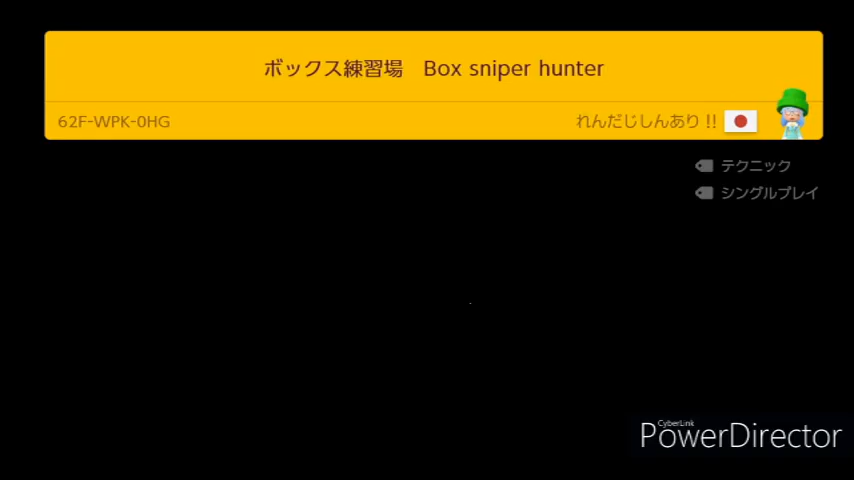 ボックス練習場　Box sniper hunter
62F-WPK-0HG
れんだじしんあり !!
テクニック
シングルプレイ
CyberLink
PowerDirector